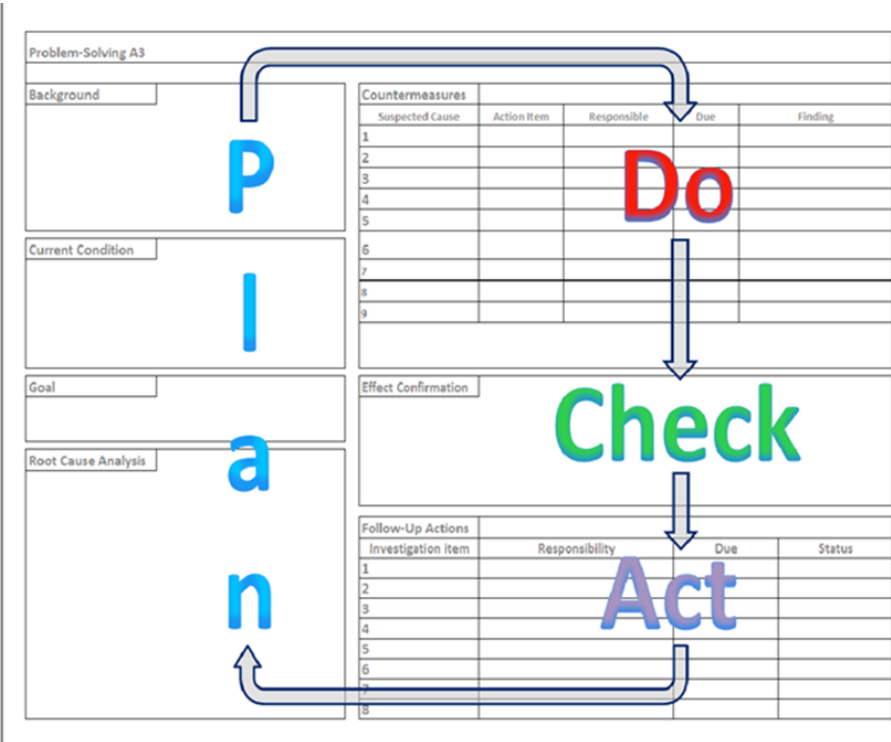 Problem-Solving A3
Background
Current Condition
Goal
Root Cause Analysis
P
l
a
n
Countermeasures
Suspected Cause Action Item Responsible Due Finding
1
2
3
4
5
6
7
8
9
Do
Effect Confirmation
Check
Follow-Up Actions
Investigation item Responsibility Due Status
1
2
3
4
5
6
7
8
Act